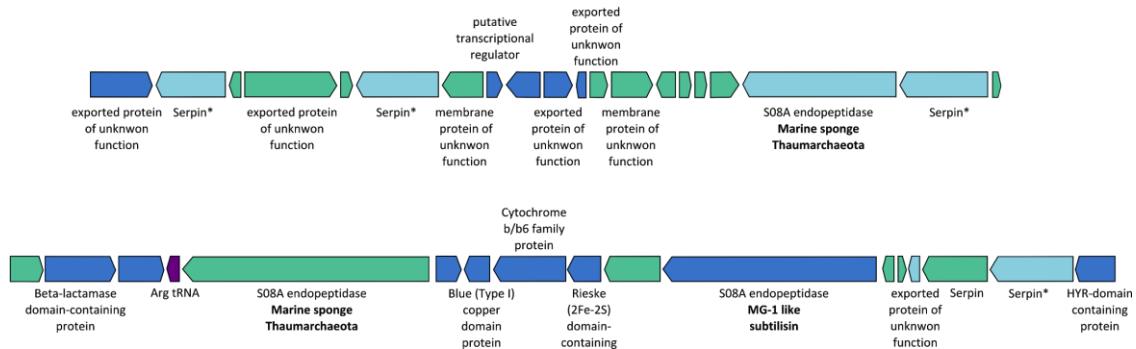 putative
transcriptional
regulator
exported
protein of
unknwon
function
exported protein
of unknwon
function
Serpin*
exported protein of
unknwon function
Serpin*
membrane
protein of
unknwon
function
exported
protein of
unknwon
function
membrane
protein of
unknwon
function
S08A endopeptidase
Marine sponge
Thaumarchaeota
Serpin*
Cytochrome
b/b6 family
protein
Beta-lactamase
domain-containing
protein
Arg tRNA
S08A endopeptidase
Marine sponge
Thaumarchaeota
Blue (Type I)
copper
domain
protein
Rieske
(2Fe-2S)
domain-
containing
S08A endopeptidase
MG-1 like
subtilisin
exported
protein of
unknwon
function
Serpin
Serpin*
HYR-domain
containing
protein